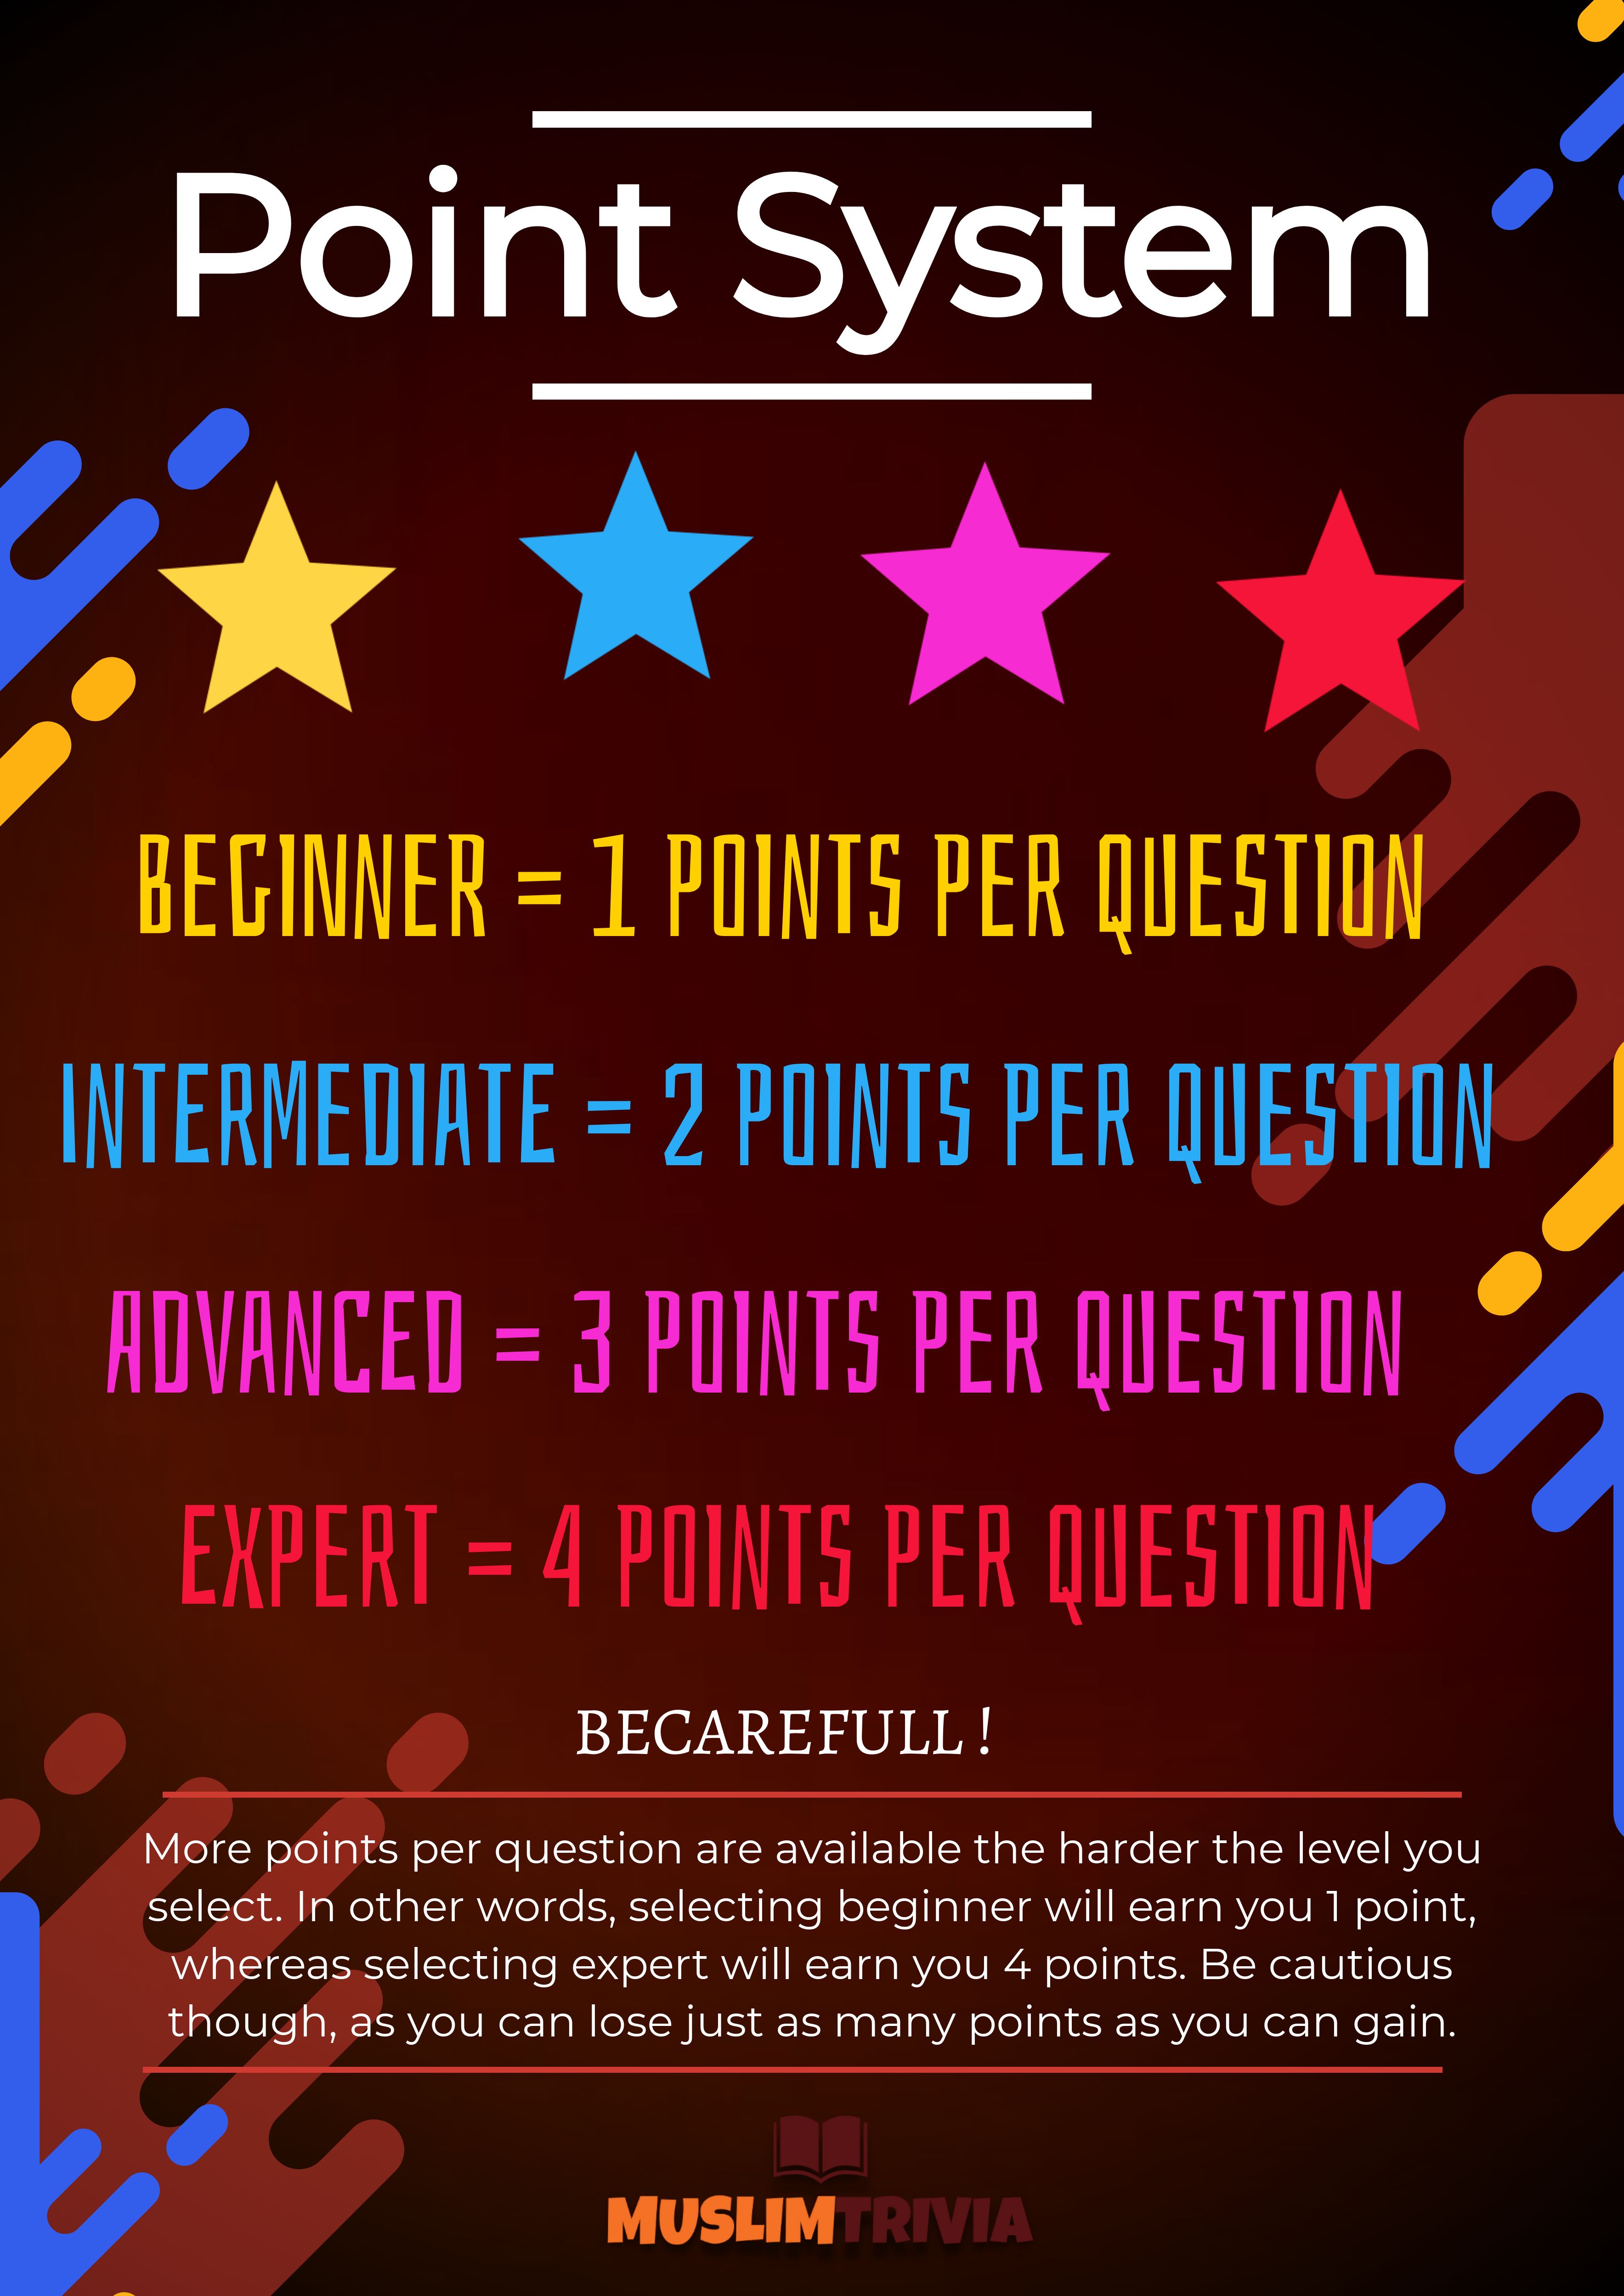 Point System
BEGINNER = 1 POINTS PER QUESTION
INTERMEDIATE = 2 POINTS PER QUESTION
ADVANCED = 3 POINTS PER QUESTION
EXPERT = 4 POINTS PER QUESTION
BECAREFULL !
More points per question are available the harder the level you
select. In other words, selecting beginner will earn you 1 point,
whereas selecting expert will earn you 4 points. Be cautious
though, as you can lose just as many points as you can gain.
MUSLIMTRIVIA